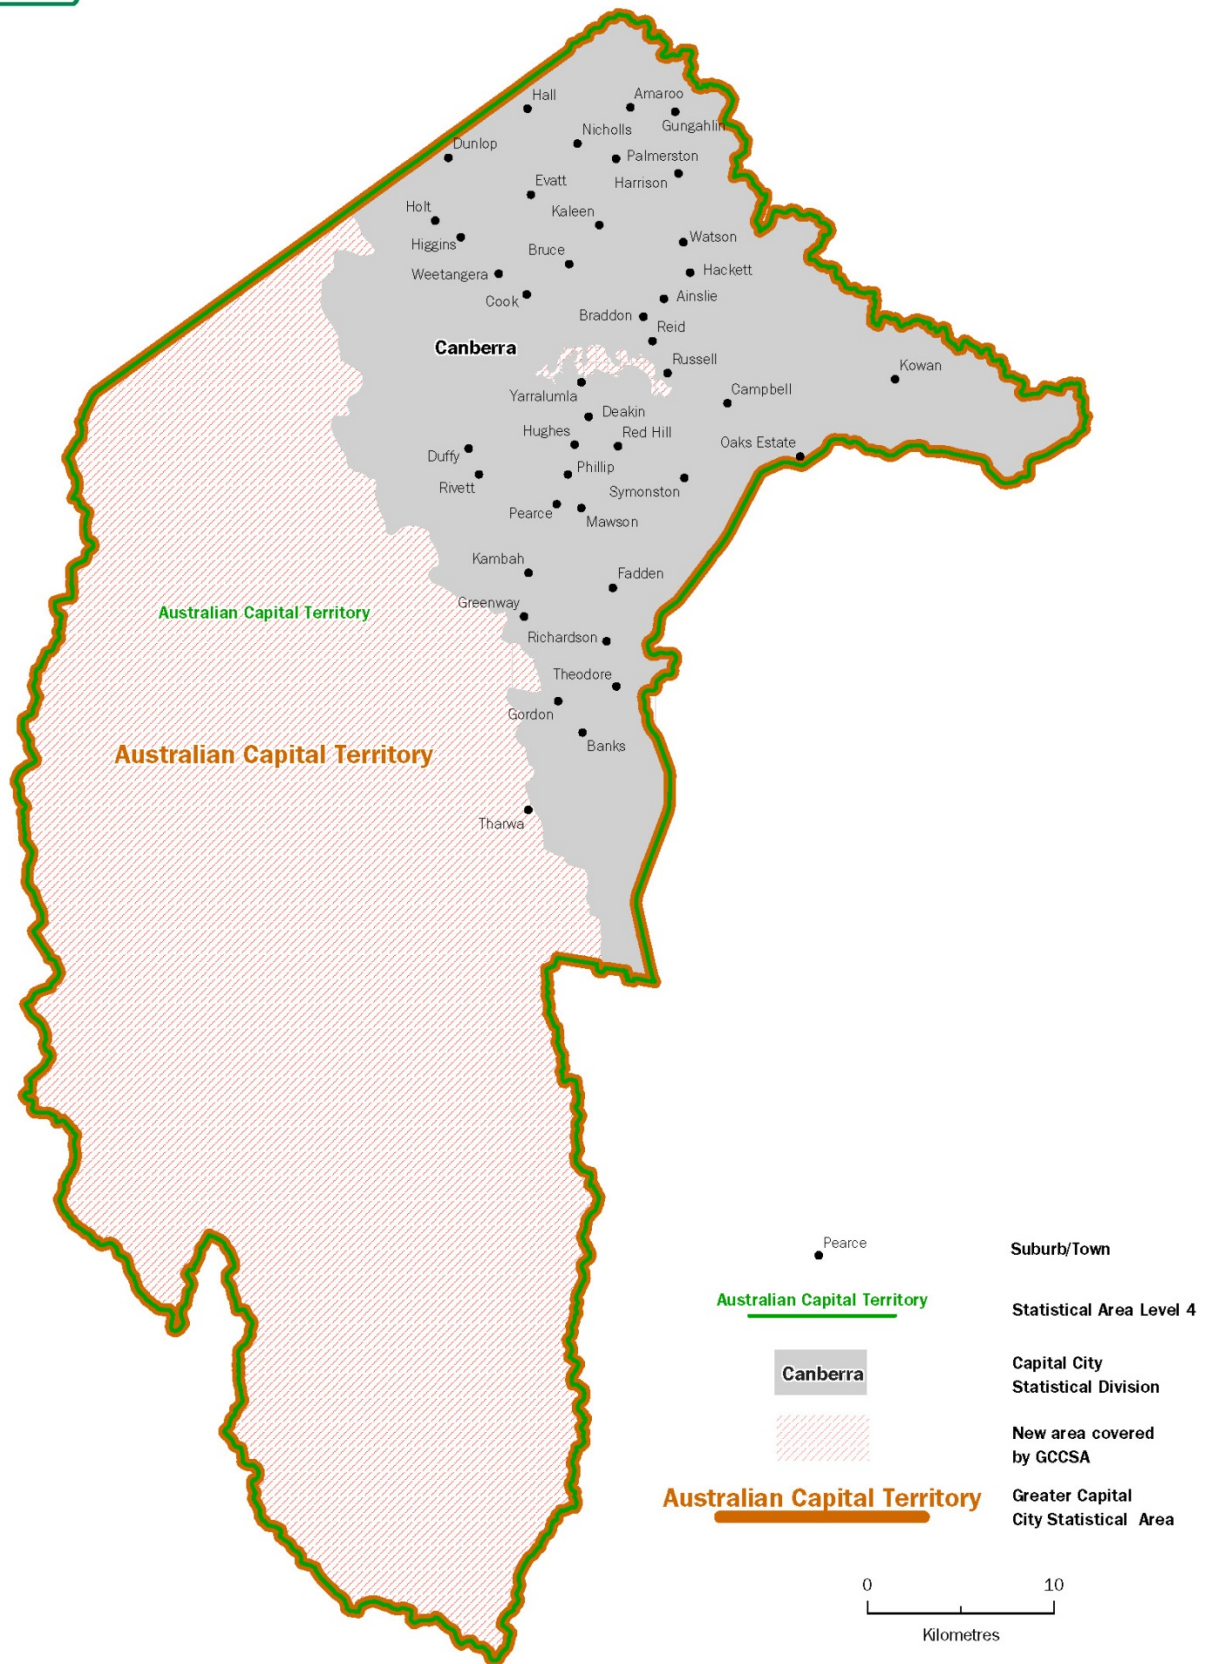 Hall
Amaroo
Gungahlin
Nicholls
Dunlop
Palmerston
Harrison
Evatt
Holt
Kaleen
Higgins
Watson
Bruce
Weetangera
Hackett
Cook
Ainslie
Braddon
Reid
Canberra
Russell
Kowan
Yarralumla
Campbell
Deakin
Hughes
Red Hill
Oaks Estate
Duffy
Phillip
Rivett
Symonston
Pearce
Mawson
Kambah
Fadden
Greenway
Australian Capital Territory
Richardson
Theodore
Gordon
Banks
Australian Capital Territory
Tharwa
Pearce
Suburb/Town
Australian Capital Territory
Statistical Area Level 4
Canberra
Capital City
Statistical Division
New area covered
by GCCSA
Australian Capital Territory
Greater Capital
City Statistical Area
0 10
Kilometres